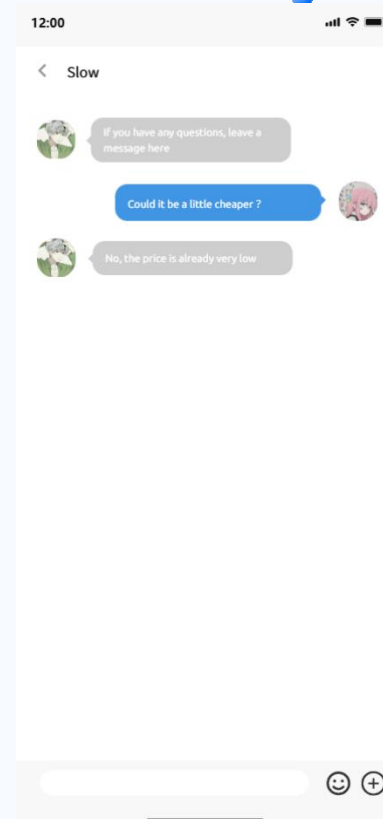 12:00
Slow
If you have any questions, leave a
message here
Could it be a little cheaper ?
No, the price is already very low